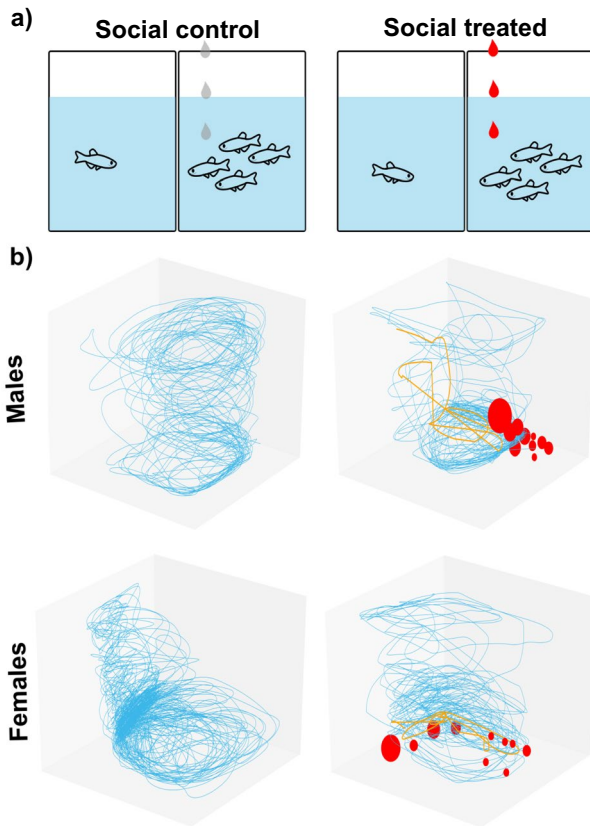 a)
Social control
Social treated
b)
Males
Females